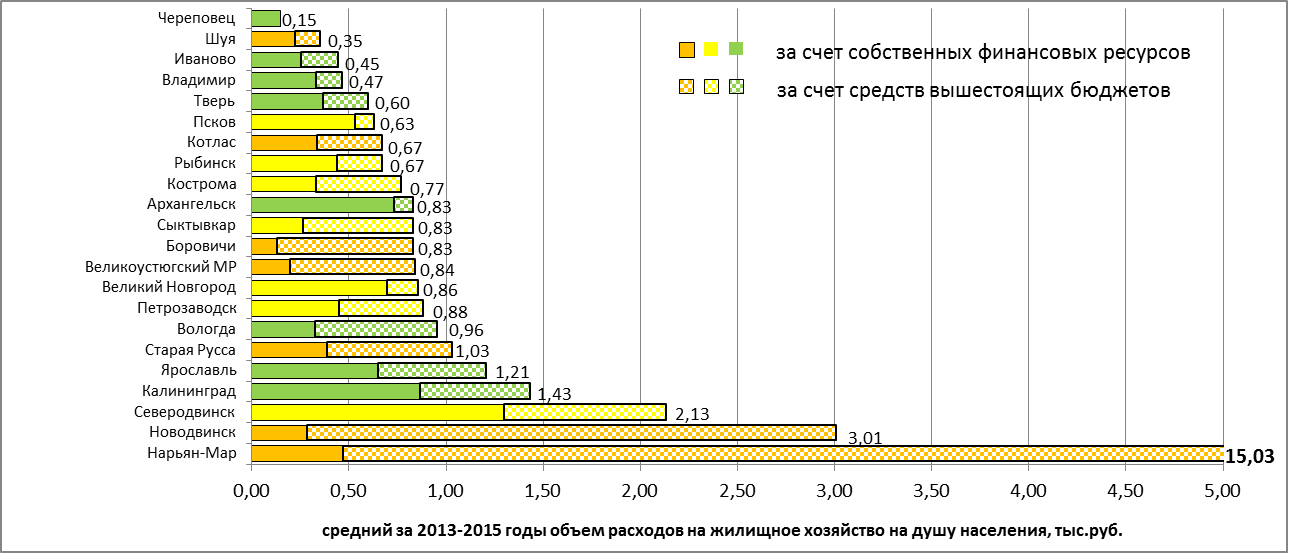 Череповец 0,15
Шуя 0,35
Иваново 0,45
Владимир 0,47
Тверь 0,60
Псков 0,63
Котлас 0,67
Рыбинск 0,67
Кострома 0,77
Архангельск 0,83
Сыктывкар 0,83
Боровичи 0,83
Великоустюгский МР 0,84
Великий Новгород 0,86
Петрозаводск 0,88
Вологда 0,96
Старая Русса 1,03
Ярославль 1,21
Калининград 1,43
Северодвинск 2,13
Новодвинск 3,01
Нарьян-Мар 15,03
за счет собственных финансовых ресурсов
за счет средств вышестоящих бюджетов
0,00 0,50 1,00 1,50 2,00 2,50 3,00 3,50 4,00 4,50 5,00
средний за 2013-2015 годы объем расходов на жилищное хозяйство на душу населения, тыс.руб.